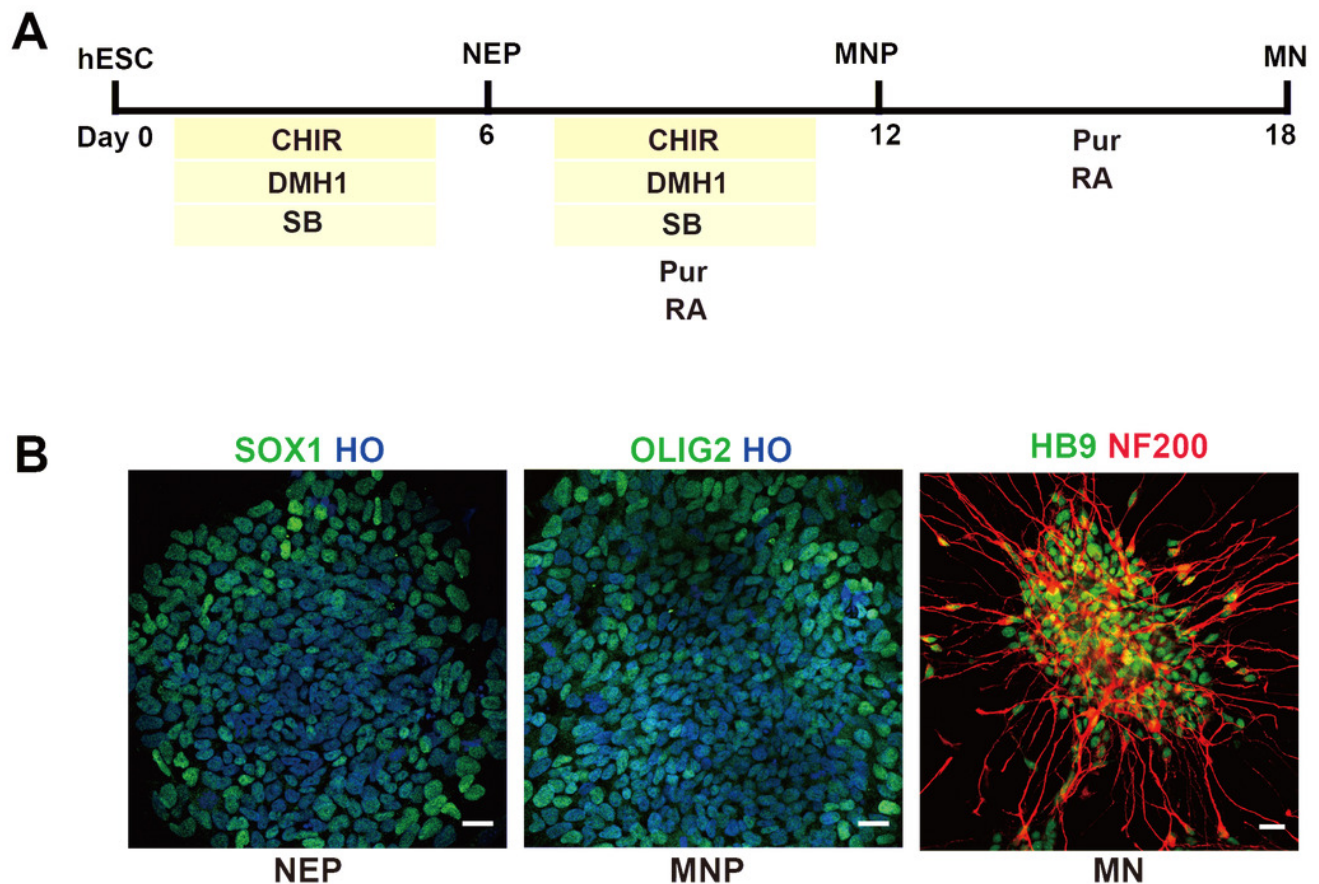 A
hESC NEP MNP MN
Day 0 6 12 18
CHIR CHIR Pur
DMH1 DMH1 RA
SB SB
Pur
RA
B
SOX1 HO OLIG2 HO HB9 NF200
NEP MNP MN